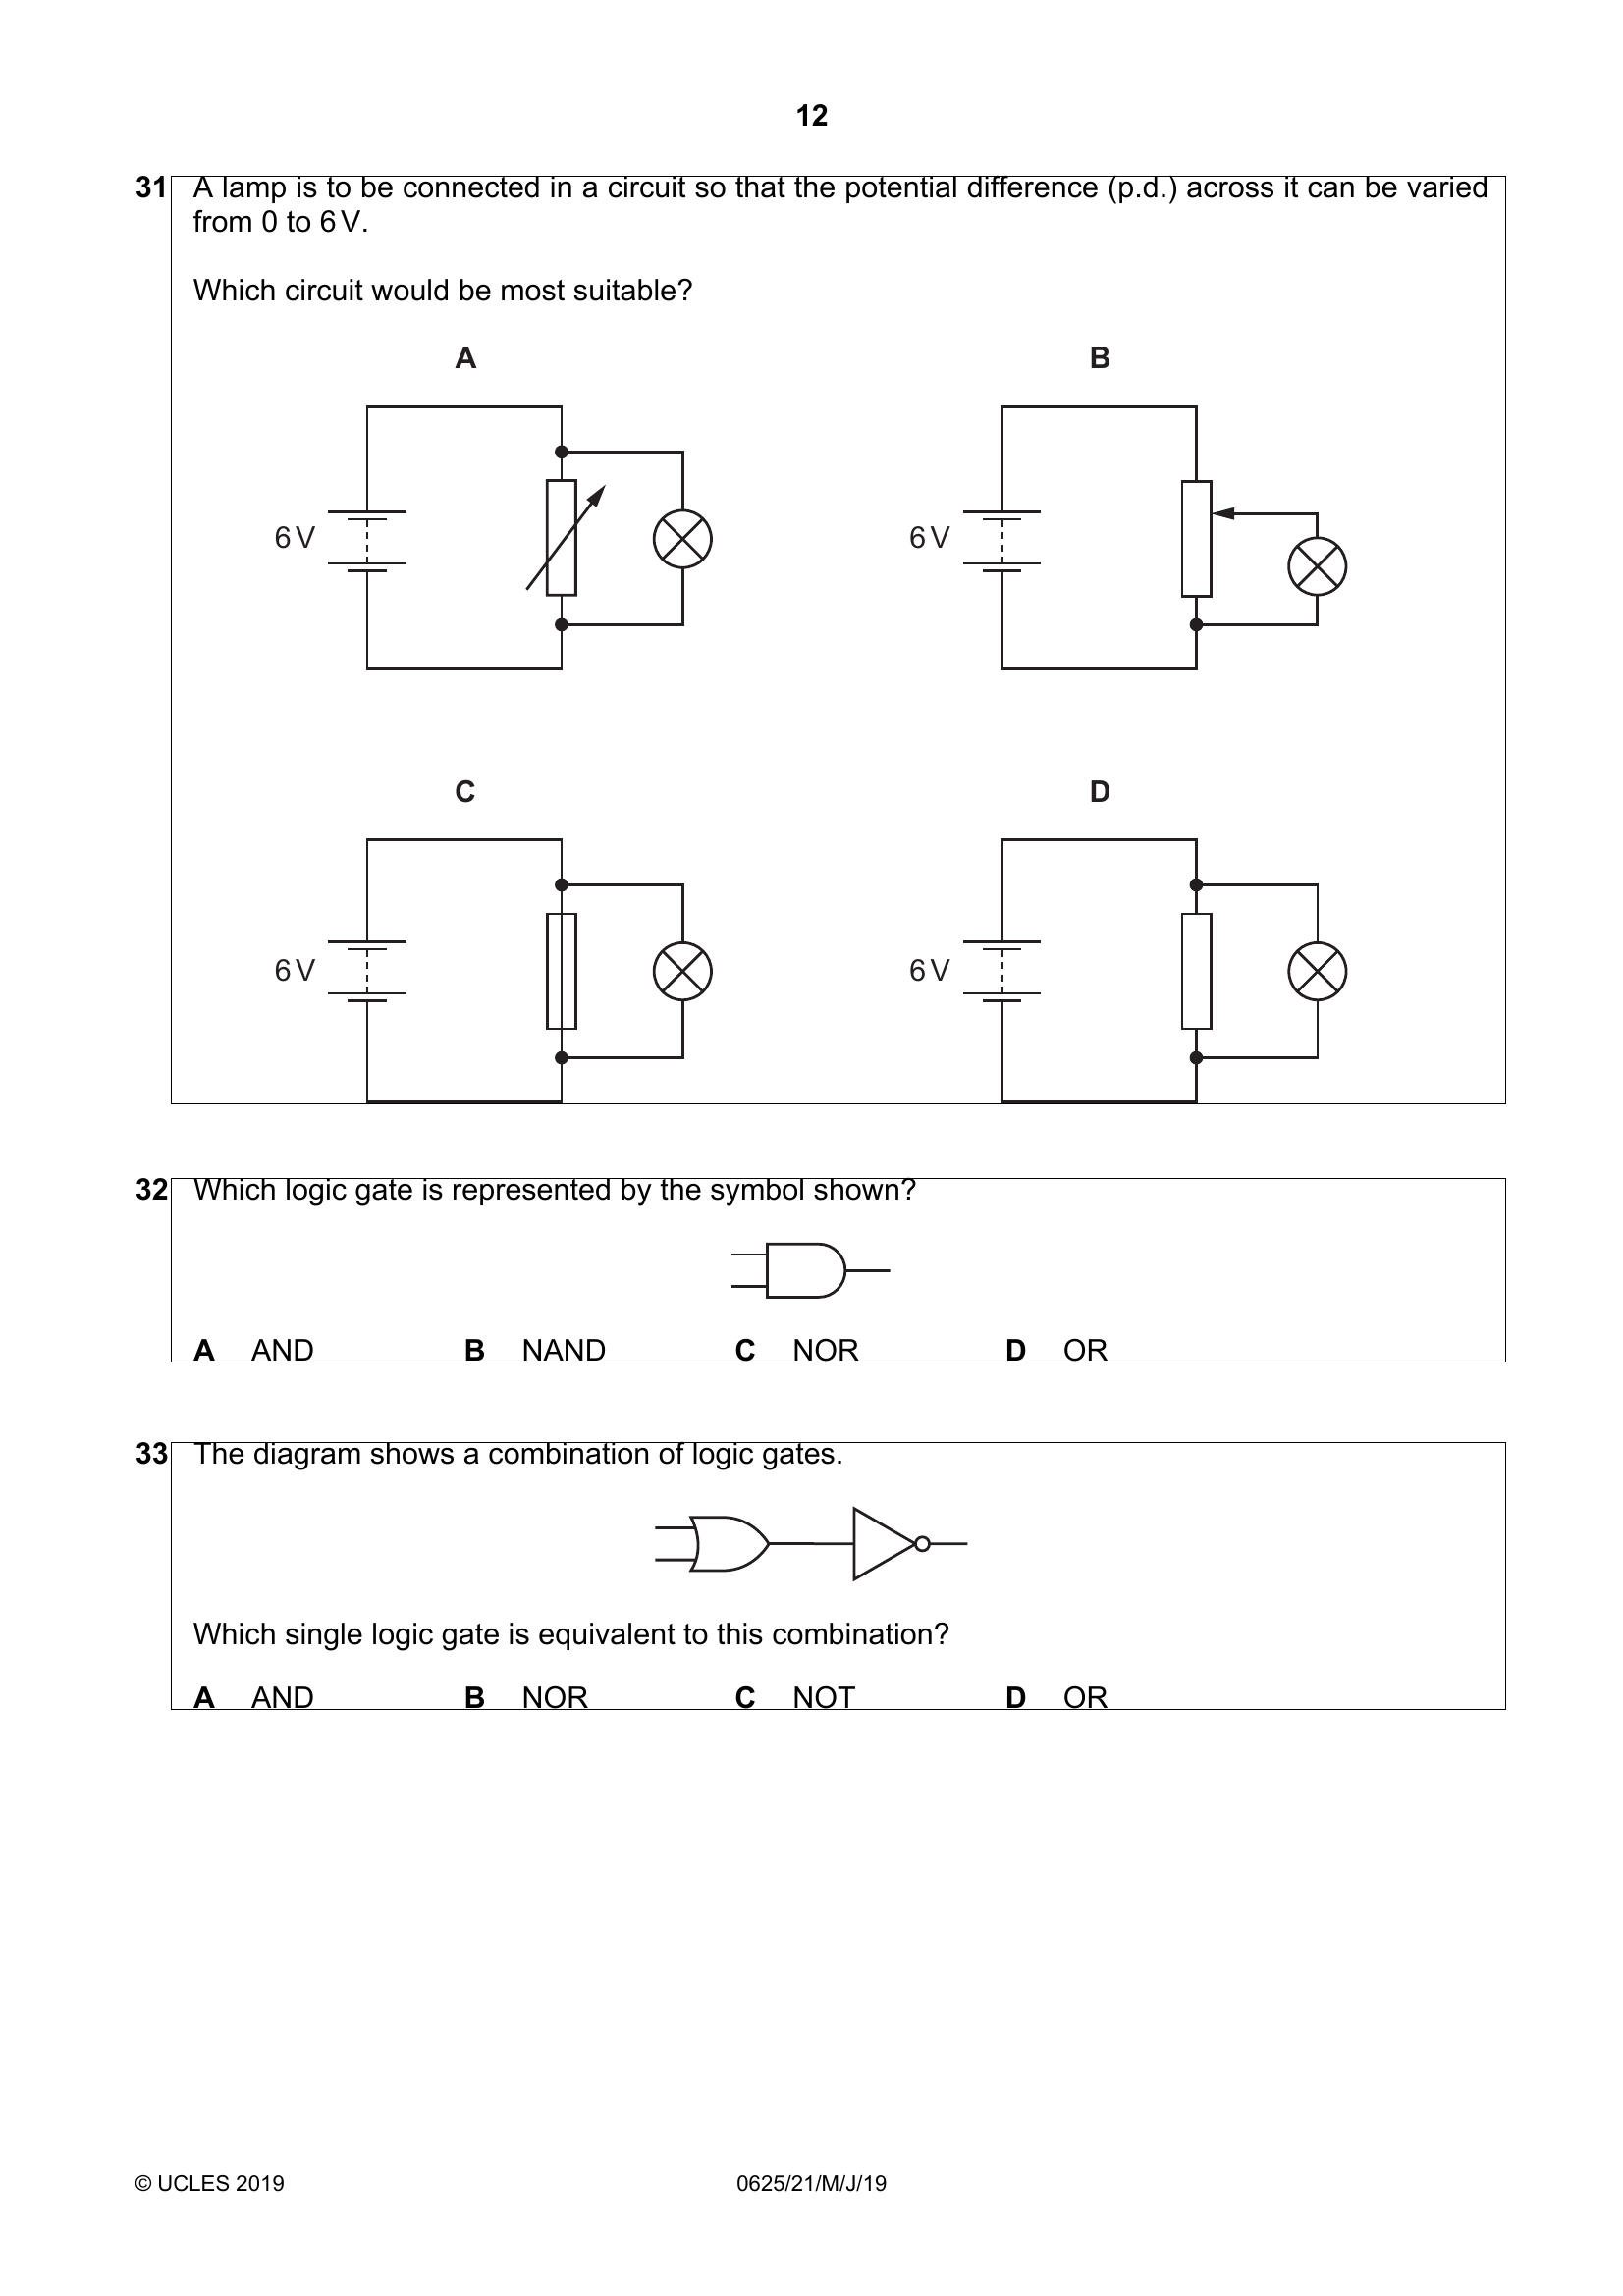 12
31 A lamp is to be connected in a circuit so that the potential difference (p.d.) across it can be varied
from 0 to 6 V.
Which circuit would be most suitable?
A B
6 V 6 V
C D
6 V 6 V
32 Which logic gate is represented by the symbol shown?
A AND B NAND C NOR D OR
33 The diagram shows a combination of logic gates.
Which single logic gate is equivalent to this combination?
A AND B NOR C NOT D OR
© UCLES 2019 0625/21/M/J/19